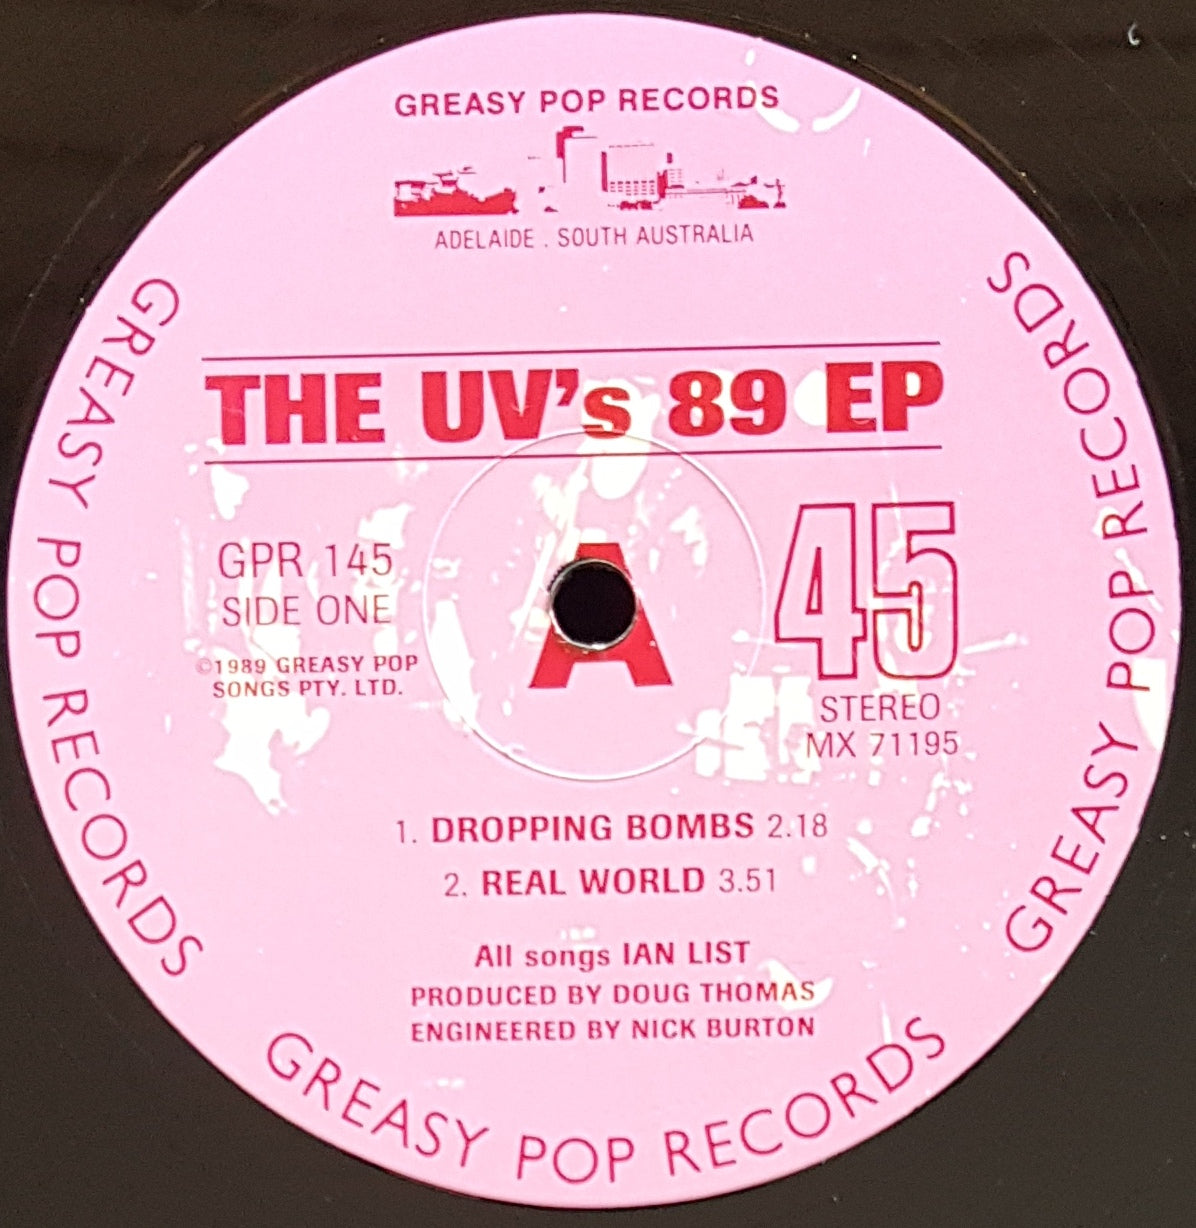 GREASY POP RECORDS
ADELAIDE . SOUTH AUSTRALIA
THE UV's 89 EP
GPR 145
SIDE ONE
©1989 GREASY POP
SONGS PTY. LTD.
A
45
STEREO
MX 71195
1. DROPPING BOMBS 2.18
2. REAL WORLD 3.51
All songs IAN LIST
PRODUCED BY DOUG THOMAS
ENGINEERED BY NICK BURTON
GREASY POP RECORDS
GREASY POP RECORDS
GREASY POP RECORDS